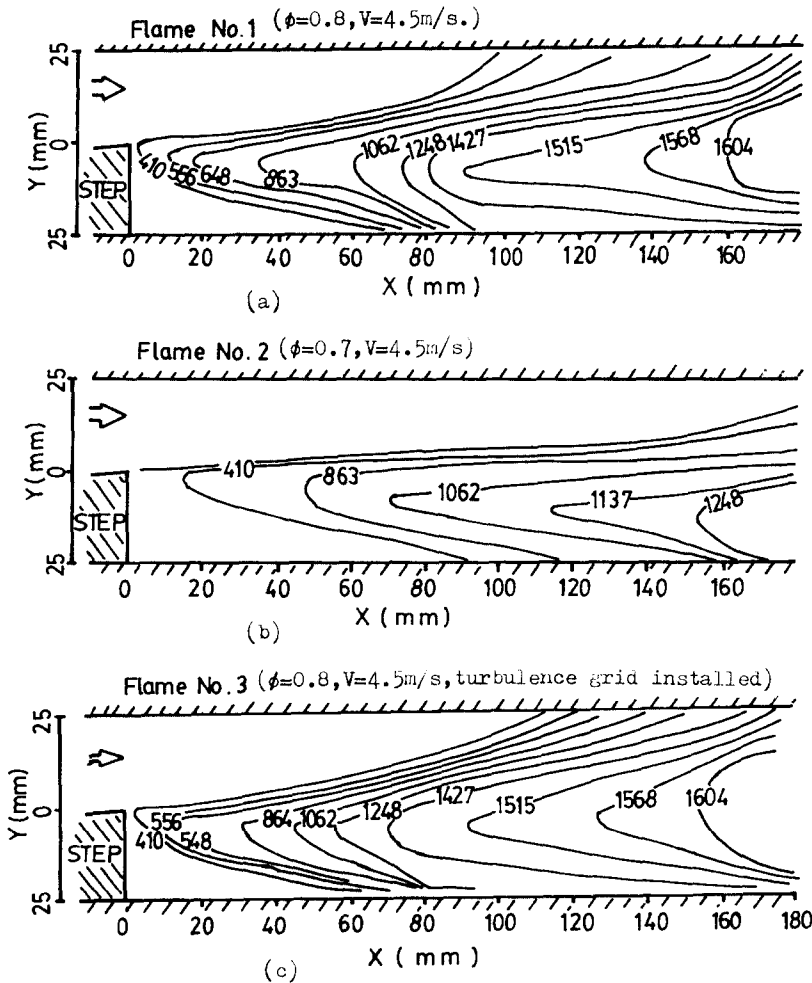 Flame No.1 (ϕ=0.8,V=4.5m/s.)
25
0
25
Y(mm)
STEP
410 556 648 863 1062 1248 1427 1515 1568 1604
0 20 40 60 80 100 120 140 160
X (mm)
(a)
Flame No.2 (ϕ=0.7,V=4.5m/s)
25
0
25
Y(mm)
STEP
410 863 1062 1137 1248
0 20 40 60 80 100 120 140 160
X (mm)
(b)
Flame No.3 (ϕ=0.8,V=4.5m/s,turbulence grid installed)
25
0
25
Y(mm)
STEP
410 556 548 864 1062 1248 1427 1515 1568 1604
0 20 40 60 80 100 120 140 160 180
X (mm)
(c)